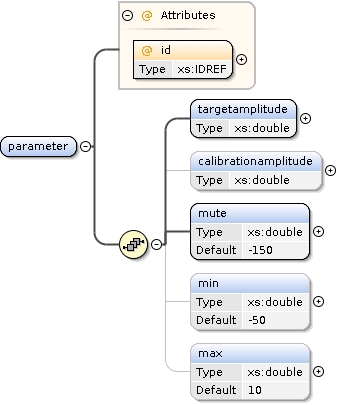 Attributes
@ id
Type xs:IDREF
parameter
targetamplitude
Type xs:double
calibrationamplitude
Type xs:double
mute
Type xs:double
Default -150
min
Type xs:double
Default -50
max
Type xs:double
Default 10